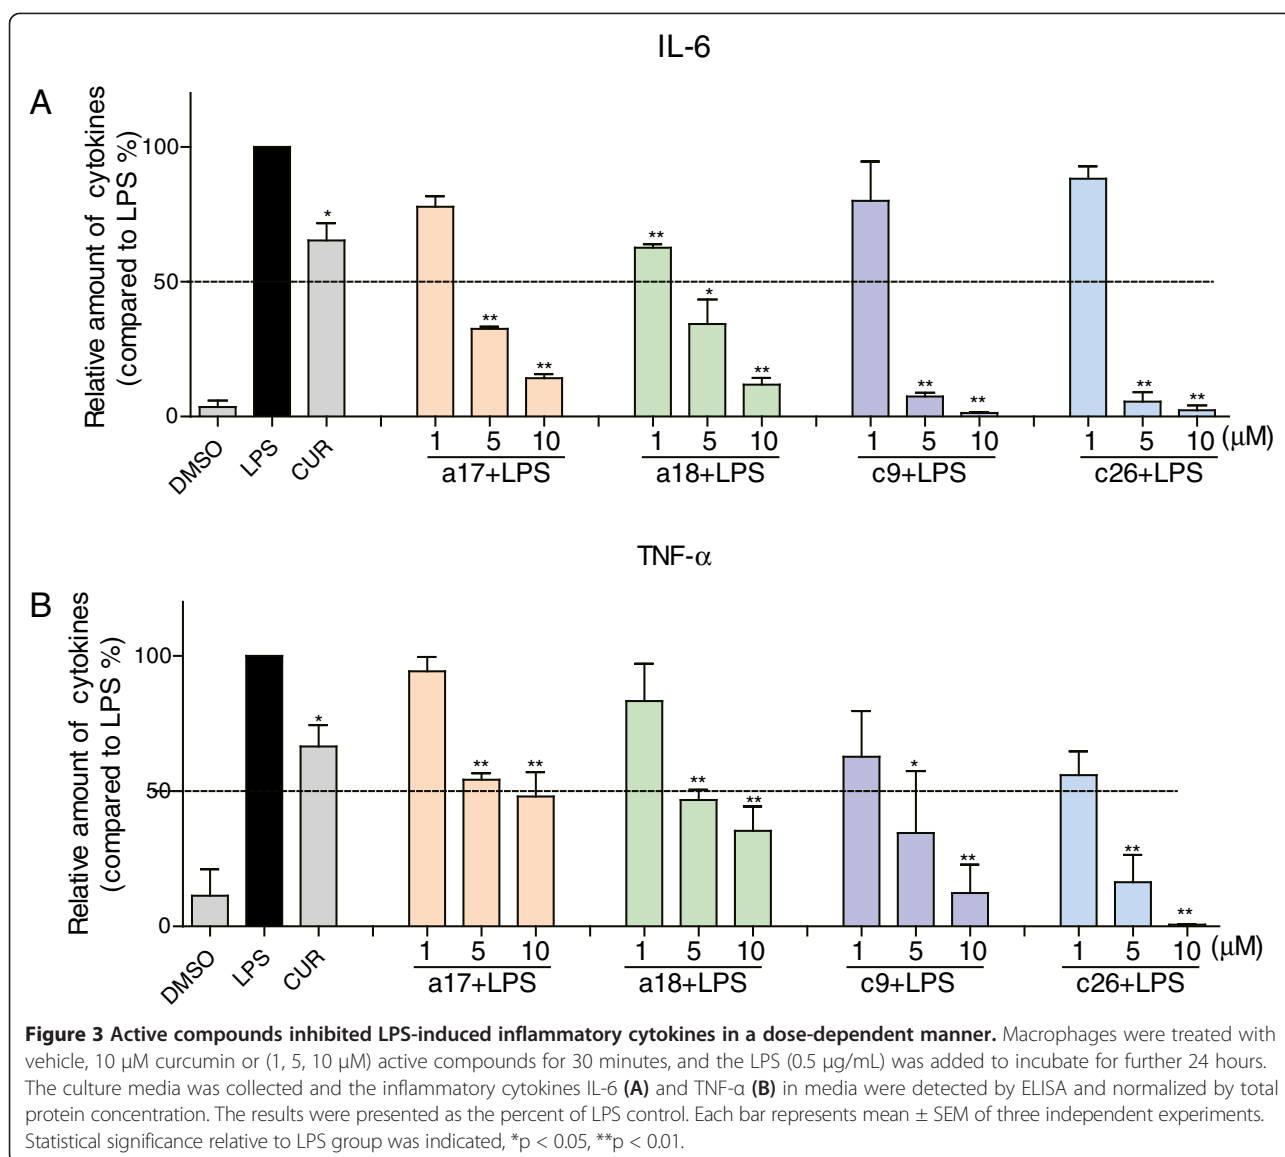 IL-6
A
Relative amount of cytokines
(compared to LPS %)
100
50
0
* ** ** ** * ** ** ** ** **
DMSO LPS CUR 1 5 10 1 5 10 1 5 10 1 5 10 (μM)
a17+LPS a18+LPS c9+LPS c26+LPS
TNF-α
B
Relative amount of cytokines
(compared to LPS %)
100
50
0
* ** ** ** ** * ** ** **
DMSO LPS CUR 1 5 10 1 5 10 1 5 10 1 5 10 (μM)
a17+LPS a18+LPS c9+LPS c26+LPS
Figure 3 Active compounds inhibited LPS-induced inflammatory cytokines in a dose-dependent manner. Macrophages were treated with
vehicle, 10 μM curcumin or (1, 5, 10 μM) active compounds for 30 minutes, and the LPS (0.5 μg/mL) was added to incubate for further 24 hours.
The culture media was collected and the inflammatory cytokines IL-6 (A) and TNF-α (B) in media were detected by ELISA and normalized by total
protein concentration. The results were presented as the percent of LPS control. Each bar represents mean ± SEM of three independent experiments.
Statistical significance relative to LPS group was indicated, *p < 0.05, **p < 0.01.